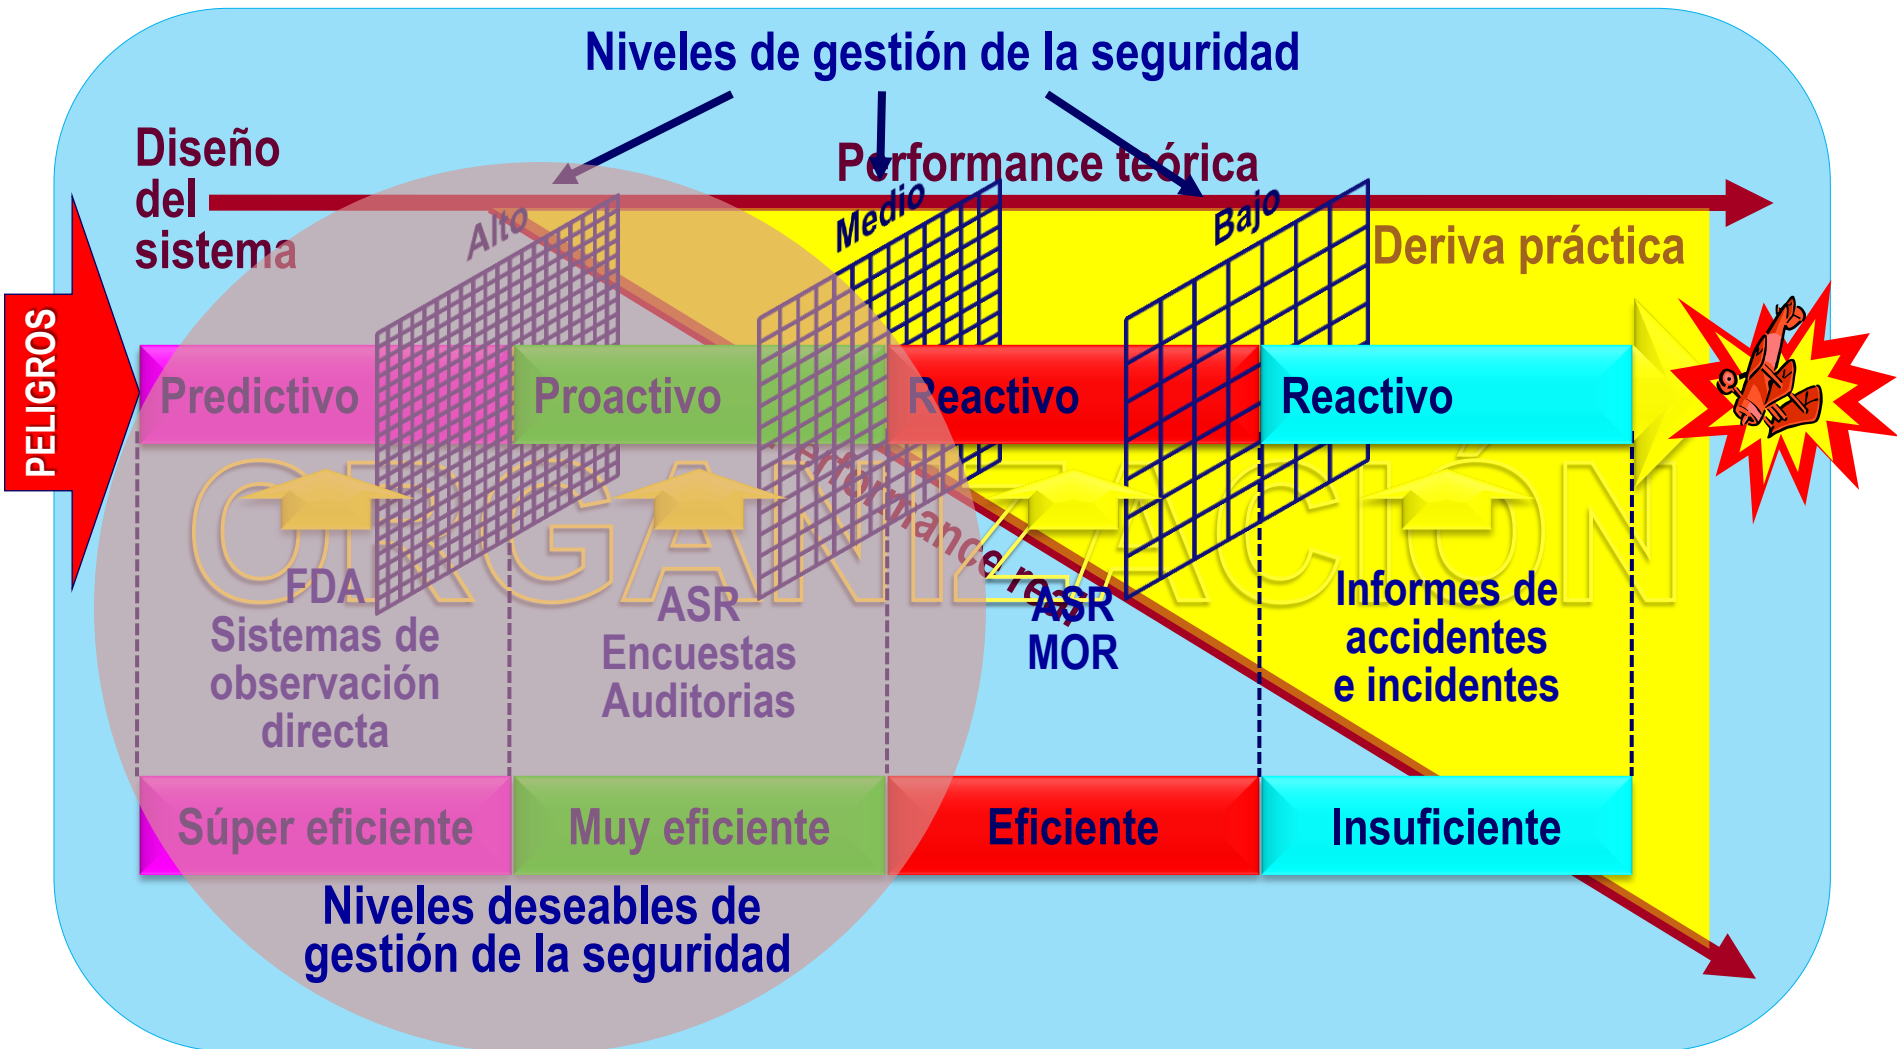 Niveles de gestión de la seguridad
Diseño
del
sistema
Performance teórica
Alto
Medio
Bajo
Deriva práctica
PELIGROS
Predictivo
Proactivo
Reactivo
Reactivo
ORGANIZACIÓN
Performance real
FDA
Sistemas de
observación
directa
ASR
Encuestas
Auditorias
ASR
MOR
Informes de
accidentes
e incidentes
Súper eficiente
Muy eficiente
Eficiente
Insuficiente
Niveles deseables de
gestión de la seguridad